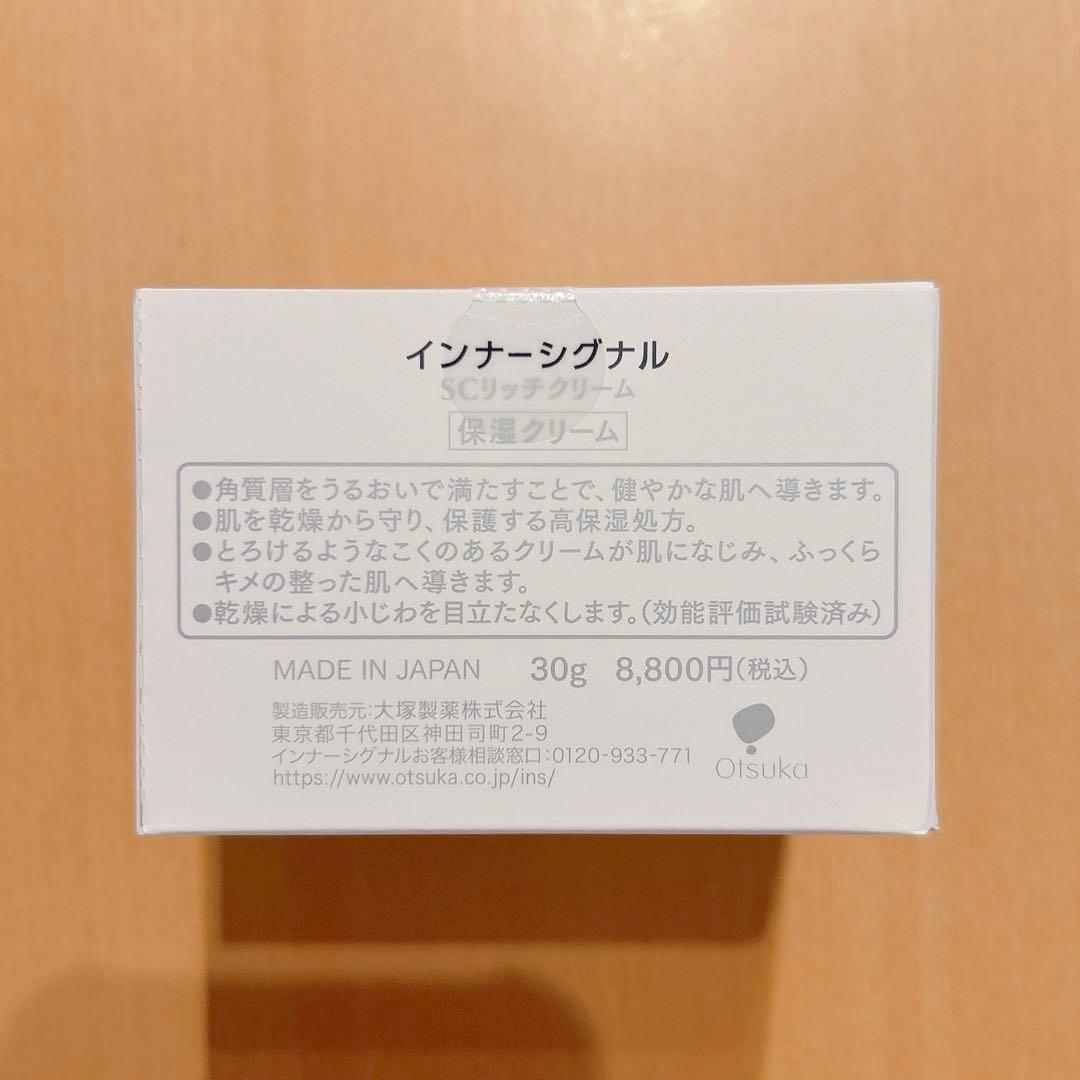 インナーシグナル
SCリッチクリーム
保湿クリーム
●角質層をうるおいで満たすことで、健やかな肌へ導きます。
●肌を乾燥から守り、保護する高保湿処方。
●とろけるようなこくのあるクリームが肌になじみ、ふっくら
キメの整った肌へ導きます。
●乾燥による小じわを目立たなくします。(効能評価試験済み)
MADE IN JAPAN 30g 8,800円(税込)
製造販売元:大塚製薬株式会社
東京都千代田区神田司町2-9
インナーシグナルお客様相談窓口:0120-933-771
https://www.otsuka.co.jp/ins/
Otsuka